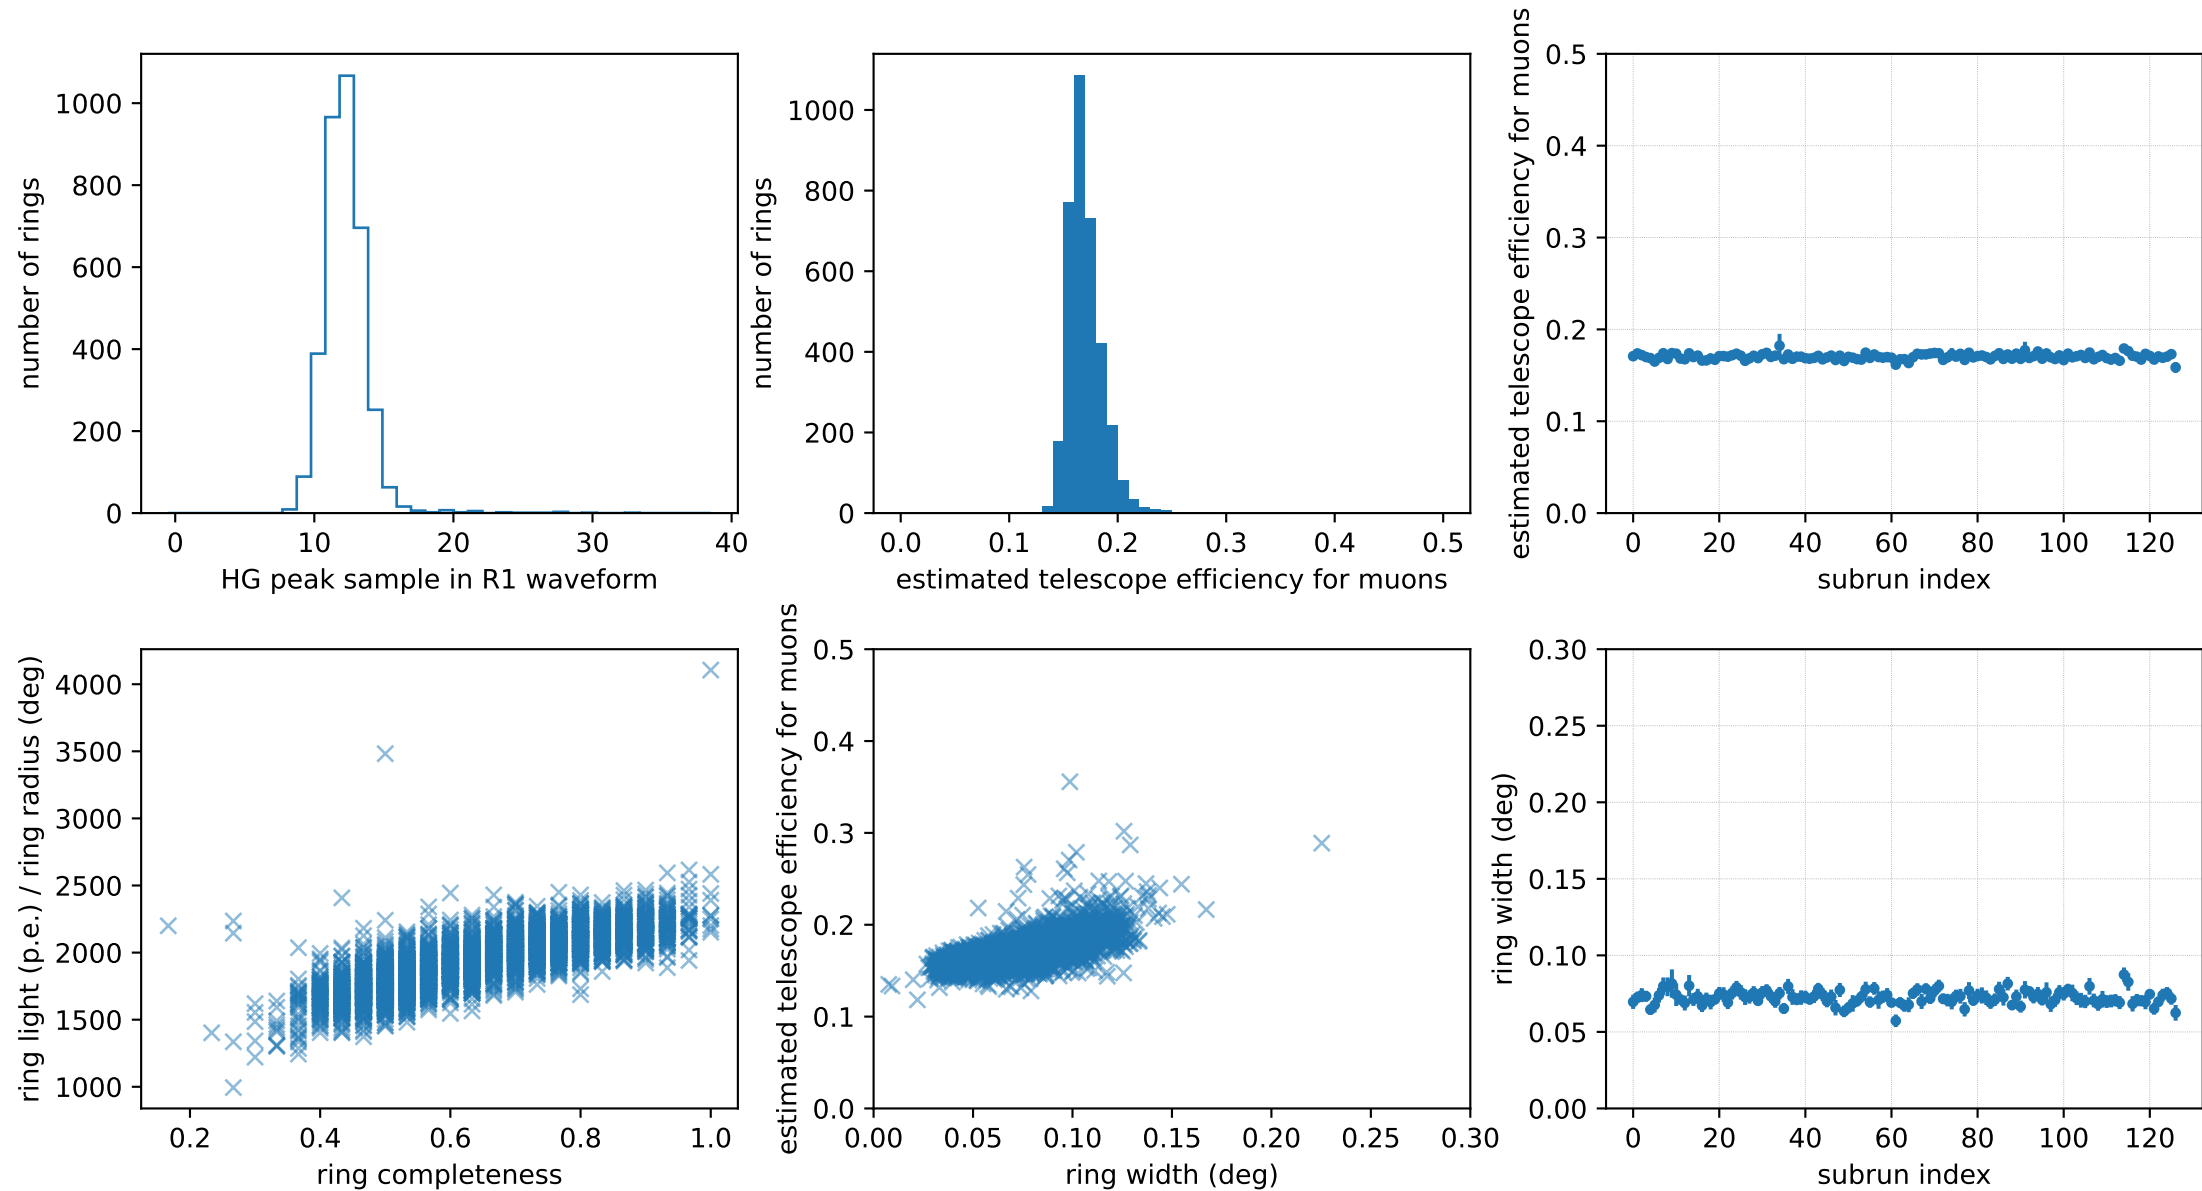 number of rings
1000
800
600
400
200
0
0 10 20 30 40
HG peak sample in R1 waveform
number of rings
1000
800
600
400
200
0
0.0 0.1 0.2 0.3 0.4 0.5
estimated telescope efficiency for muons
estimated telescope efficiency for muons
0.5
0.4
0.3
0.2
0.1
0.0
0 20 40 60 80 100 120
subrun index
ring light (p.e.) / ring radius (deg)
4000
3500
3000
2500
2000
1500
1000
0.2 0.4 0.6 0.8 1.0
ring completeness
estimated telescope efficiency for muons
0.5
0.4
0.3
0.2
0.1
0.0
0.00 0.05 0.10 0.15 0.20 0.25 0.30
ring width (deg)
ring width (deg)
0.30
0.25
0.20
0.15
0.10
0.05
0.00
0 20 40 60 80 100 120
subrun index